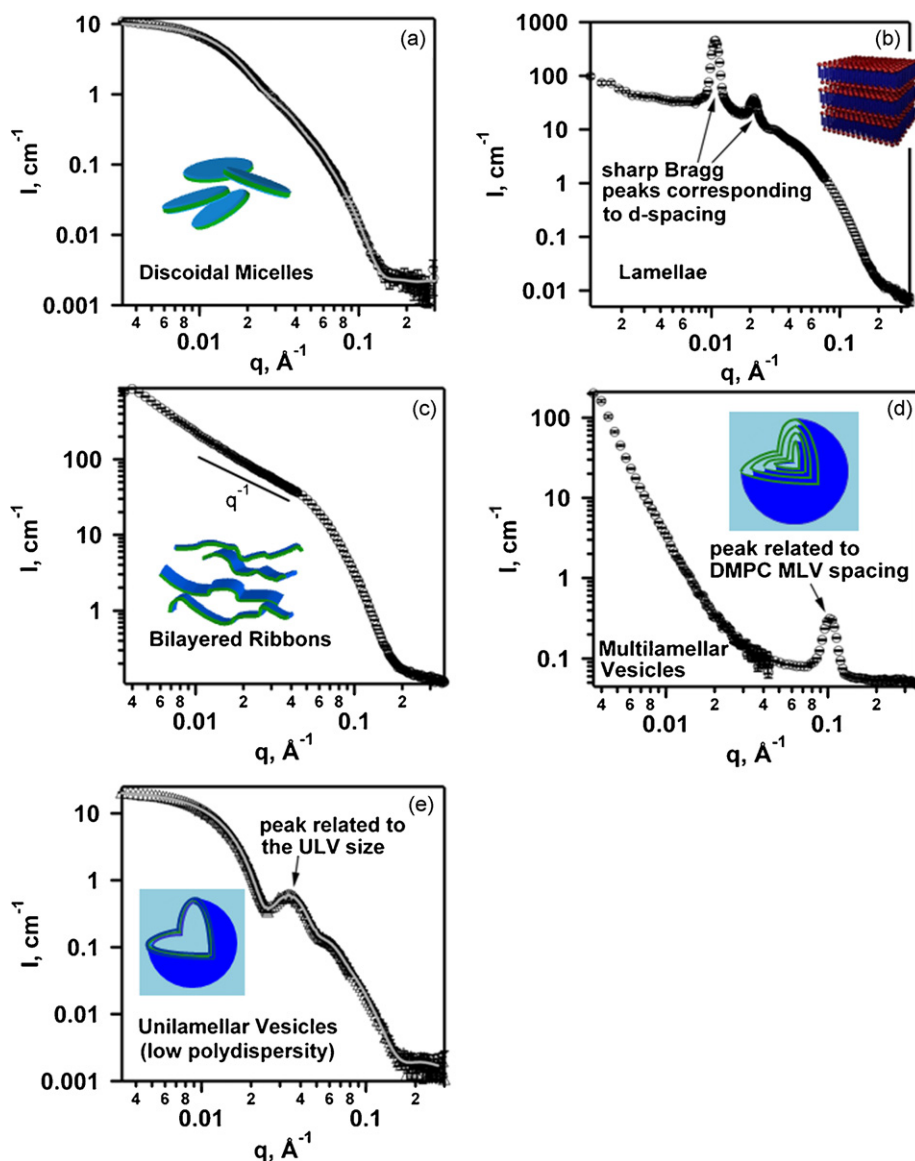 (a)
10
1
0.1
0.01
0.001
I, cm⁻¹
Discoidal Micelles
4 6 8 2 4 6 8 2
0.01 0.1
q, Å⁻¹
(b)
1000
100
10
1
0.1
0.01
I, cm⁻¹
sharp Bragg
peaks corresponding
to d-spacing
Lamellae
2 4 6 8 2 4 6 8 2
0.01 0.1
q, Å⁻¹
(c)
100
10
1
I, cm⁻¹
q⁻¹
Bilayered Ribbons
4 6 8 2 4 6 8 2
0.01 0.1
q, Å⁻¹
(d)
100
10
1
0.1
I, cm⁻¹
peak related to
DMPC MLV spacing
Multilamellar
Vesicles
4 6 8 2 4 6 8 2
0.01 0.1
q, Å⁻¹
(e)
10
1
0.1
0.01
0.001
I, cm⁻¹
peak related to
the ULV size
Unilamellar Vesicles
(low polydispersity)
4 6 8 2 4 6 8 2
0.01 0.1
q, Å⁻¹